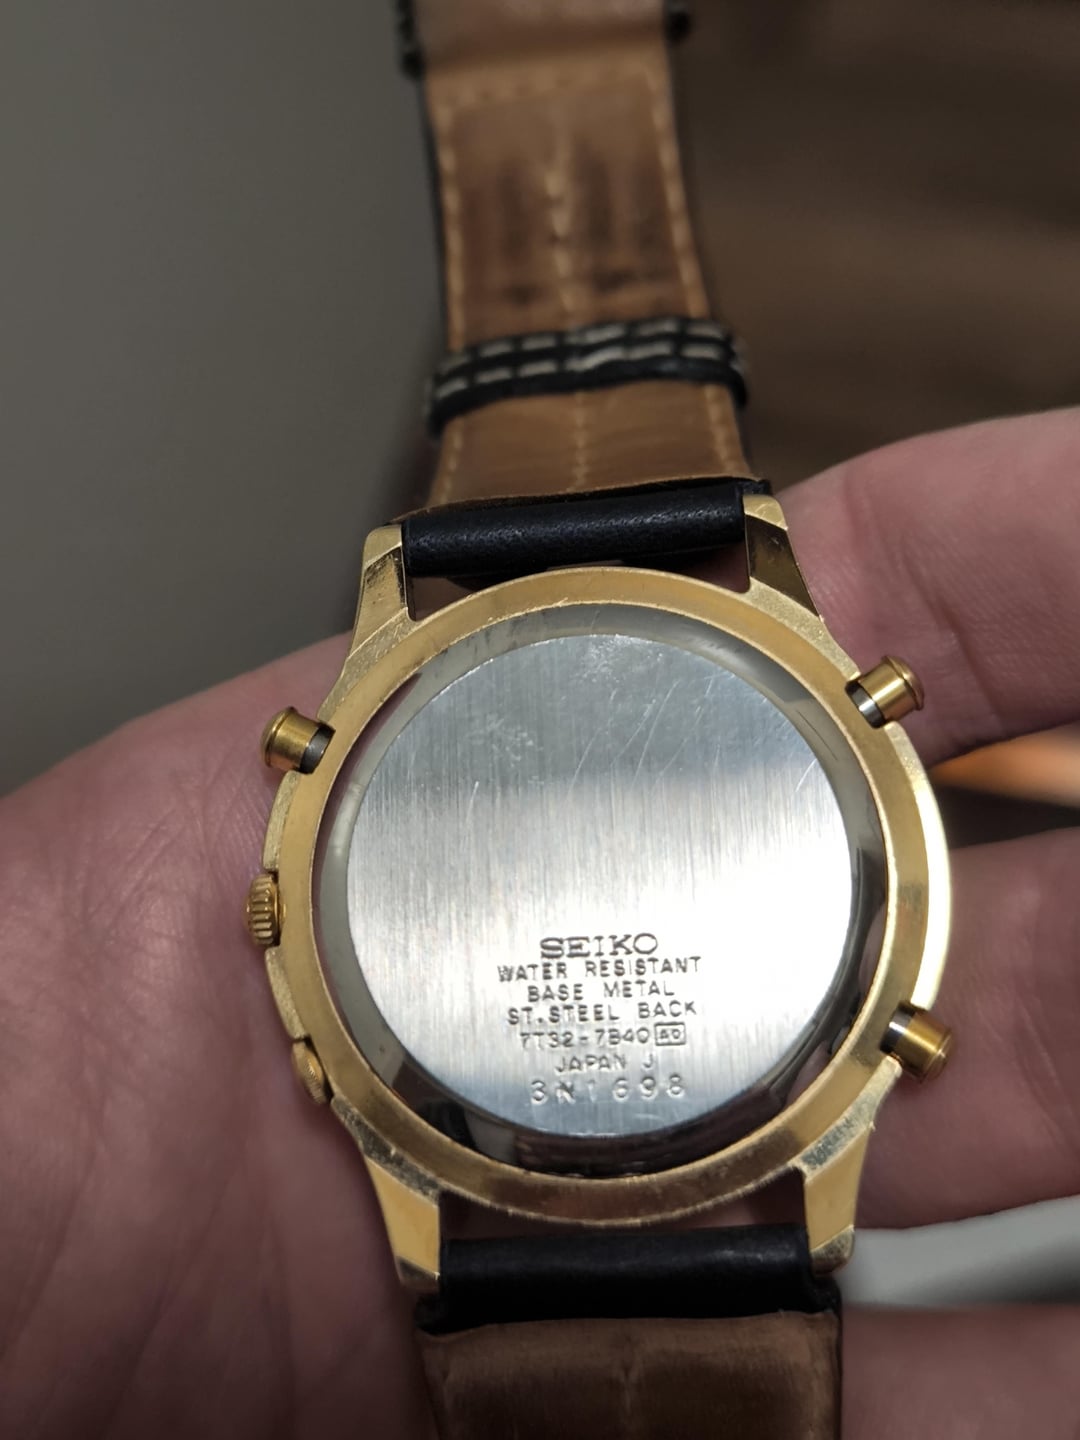 SEIKO
WATER RESISTANT
BASE METAL
ST.STEEL BACK
7T32-7B40 A0
JAPAN J
3N1698